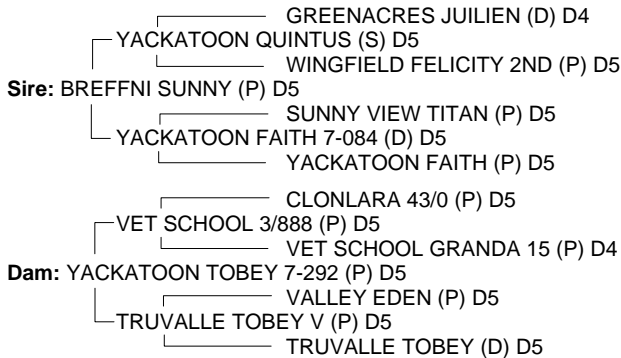 GREENACRES JUILIEN (D) D4
YACKATOON QUINTUS (S) D5
WINGFIELD FELICITY 2ND (P) D5
Sire: BREFFNI SUNNY (P) D5
SUNNY VIEW TITAN (P) D5
YACKATOON FAITH 7-084 (D) D5
YACKATOON FAITH (P) D5
CLONLARA 43/0 (P) D5
VET SCHOOL 3/888 (P) D5
VET SCHOOL GRANDA 15 (P) D4
Dam: YACKATOON TOBEY 7-292 (P) D5
VALLEY EDEN (P) D5
TRUVALLE TOBEY V (P) D5
TRUVALLE TOBEY (D) D5